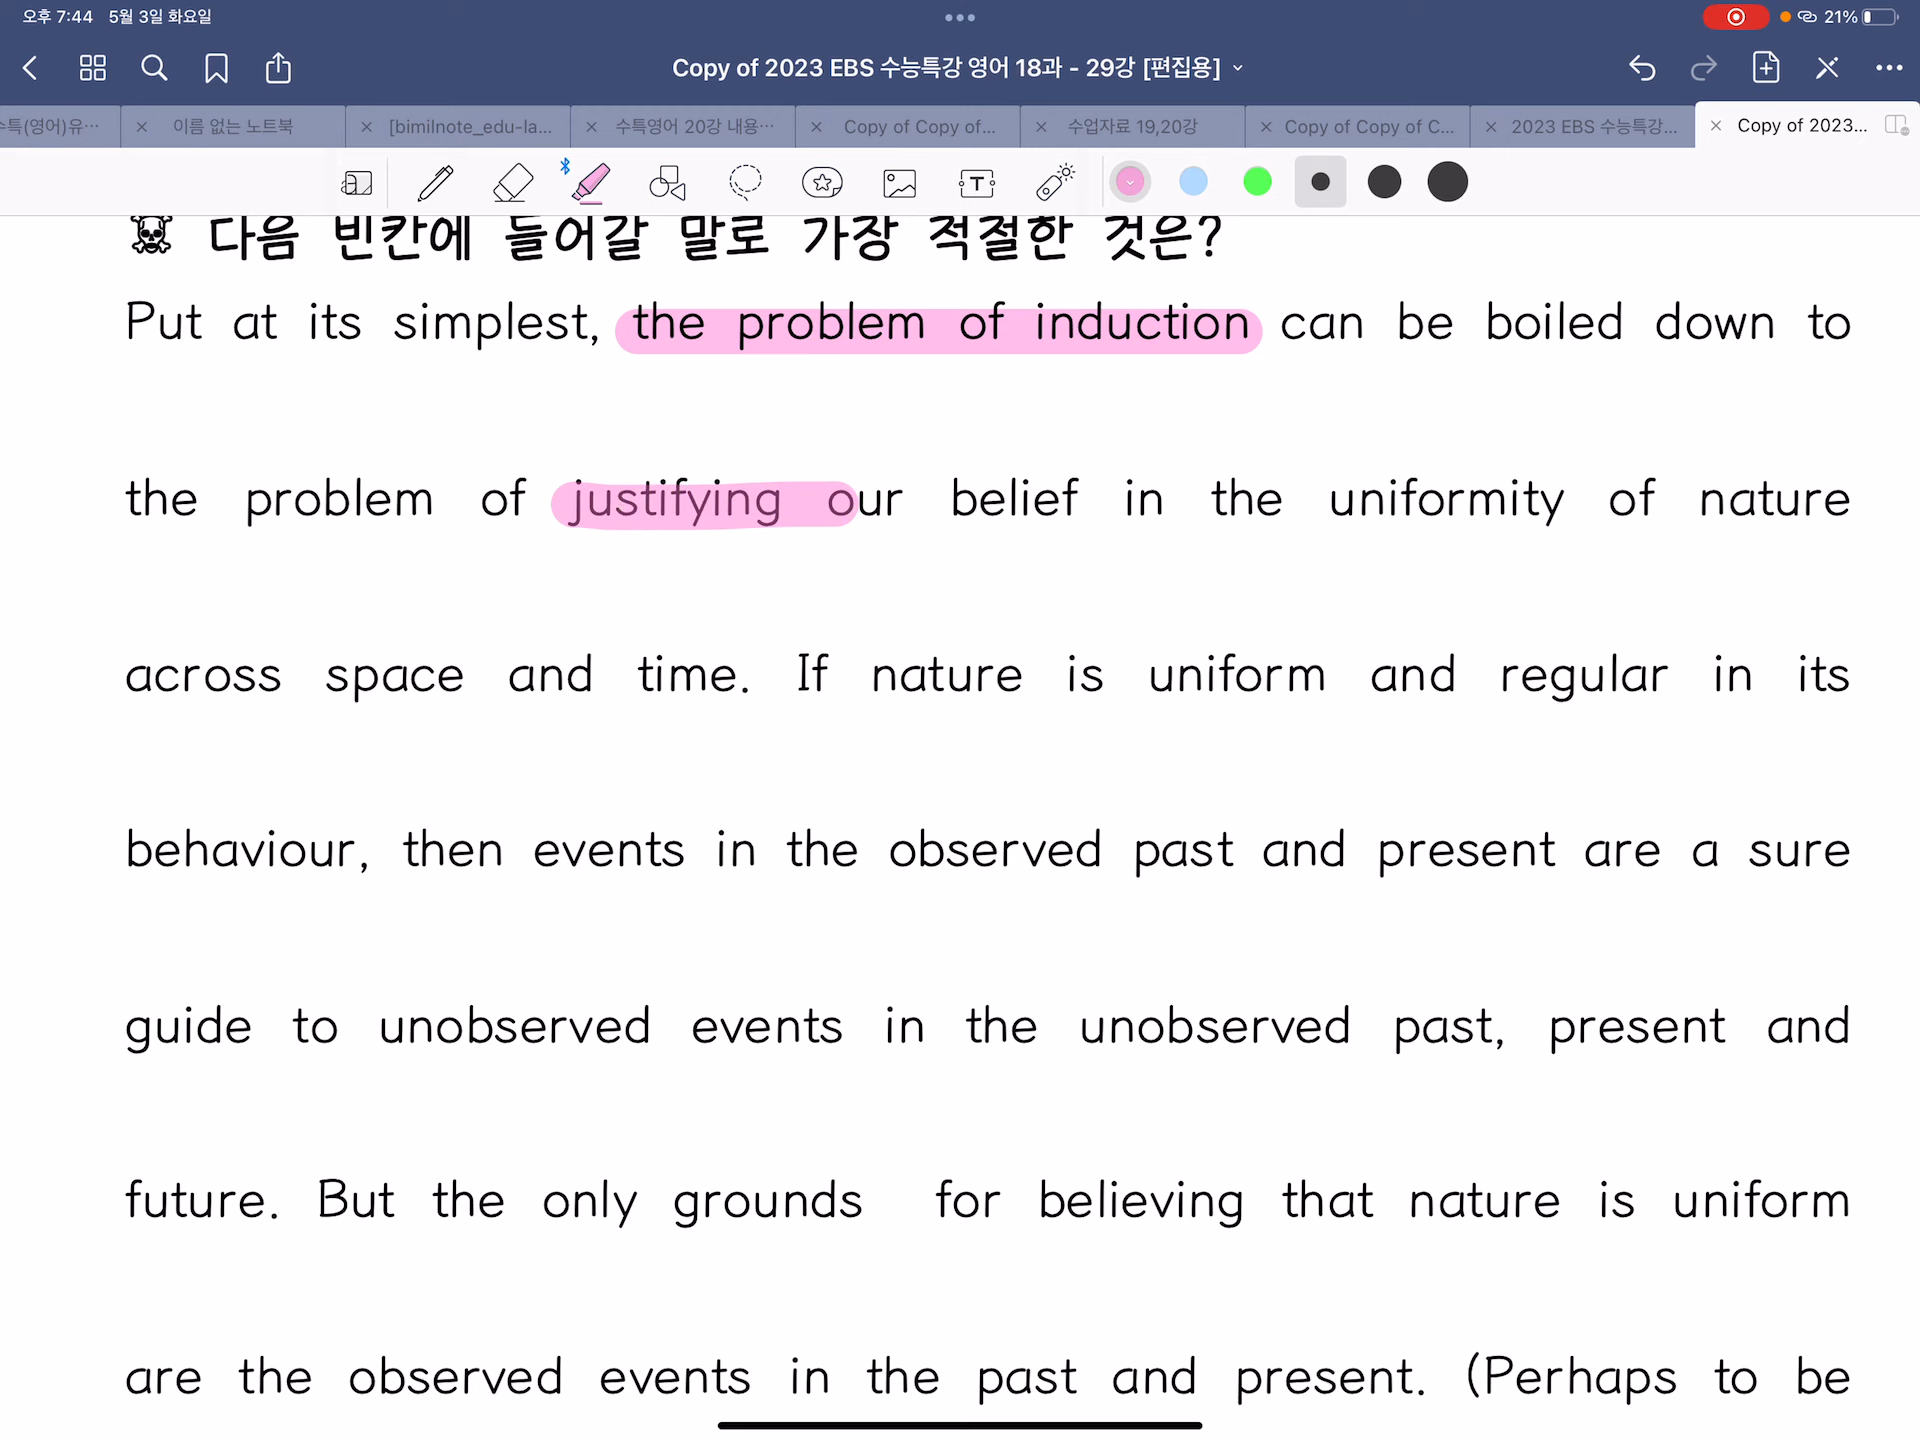 오후 7:44 5월 3일 화요일
21%
Copy of 2023 EBS 수능특강 영어 18과 - 29강 [편집용]
특(영어)유…
이름 없는 노트북
[bimilnote_edu-la...
수특영어 20강 내용…
Copy of Copy of...
수업자료 19,20강
Copy of Copy of C...
2023 EBS 수능특강...
Copy of 2023...
다음 빈칸에 들어갈 말로 가장 적절한 것은?
Put at its simplest, the problem of induction can be boiled down to
the problem of justifying our belief in the uniformity of nature
across space and time. If nature is uniform and regular in its
behaviour, then events in the observed past and present are a sure
guide to unobserved events in the unobserved past, present and
future. But the only grounds for believing that nature is uniform
are the observed events in the past and present. (Perhaps to be